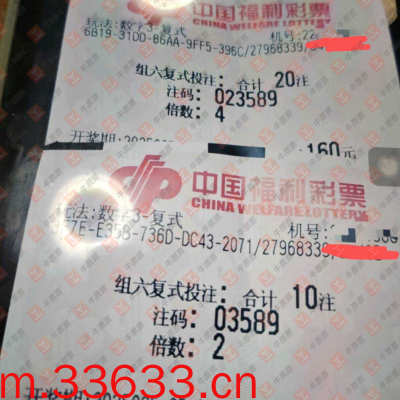 玩法:数字3-复式
机号:22
6B19-31DD-86AA-9FF5-396C/27968339/
中国福利彩票
CHINA WELFARE LOTTERY
组六复式投注: 合计 20注
注码: 023589
倍数: 4
160元
中国福利彩票
CHINA WELFARE LOTTERY
玩法:数字3-复式
机号:
7E-E35B-736D-DC43-2071/27968339/
组六复式投注: 合计 10注
注码: 03589
倍数: 2
m.33633.cn